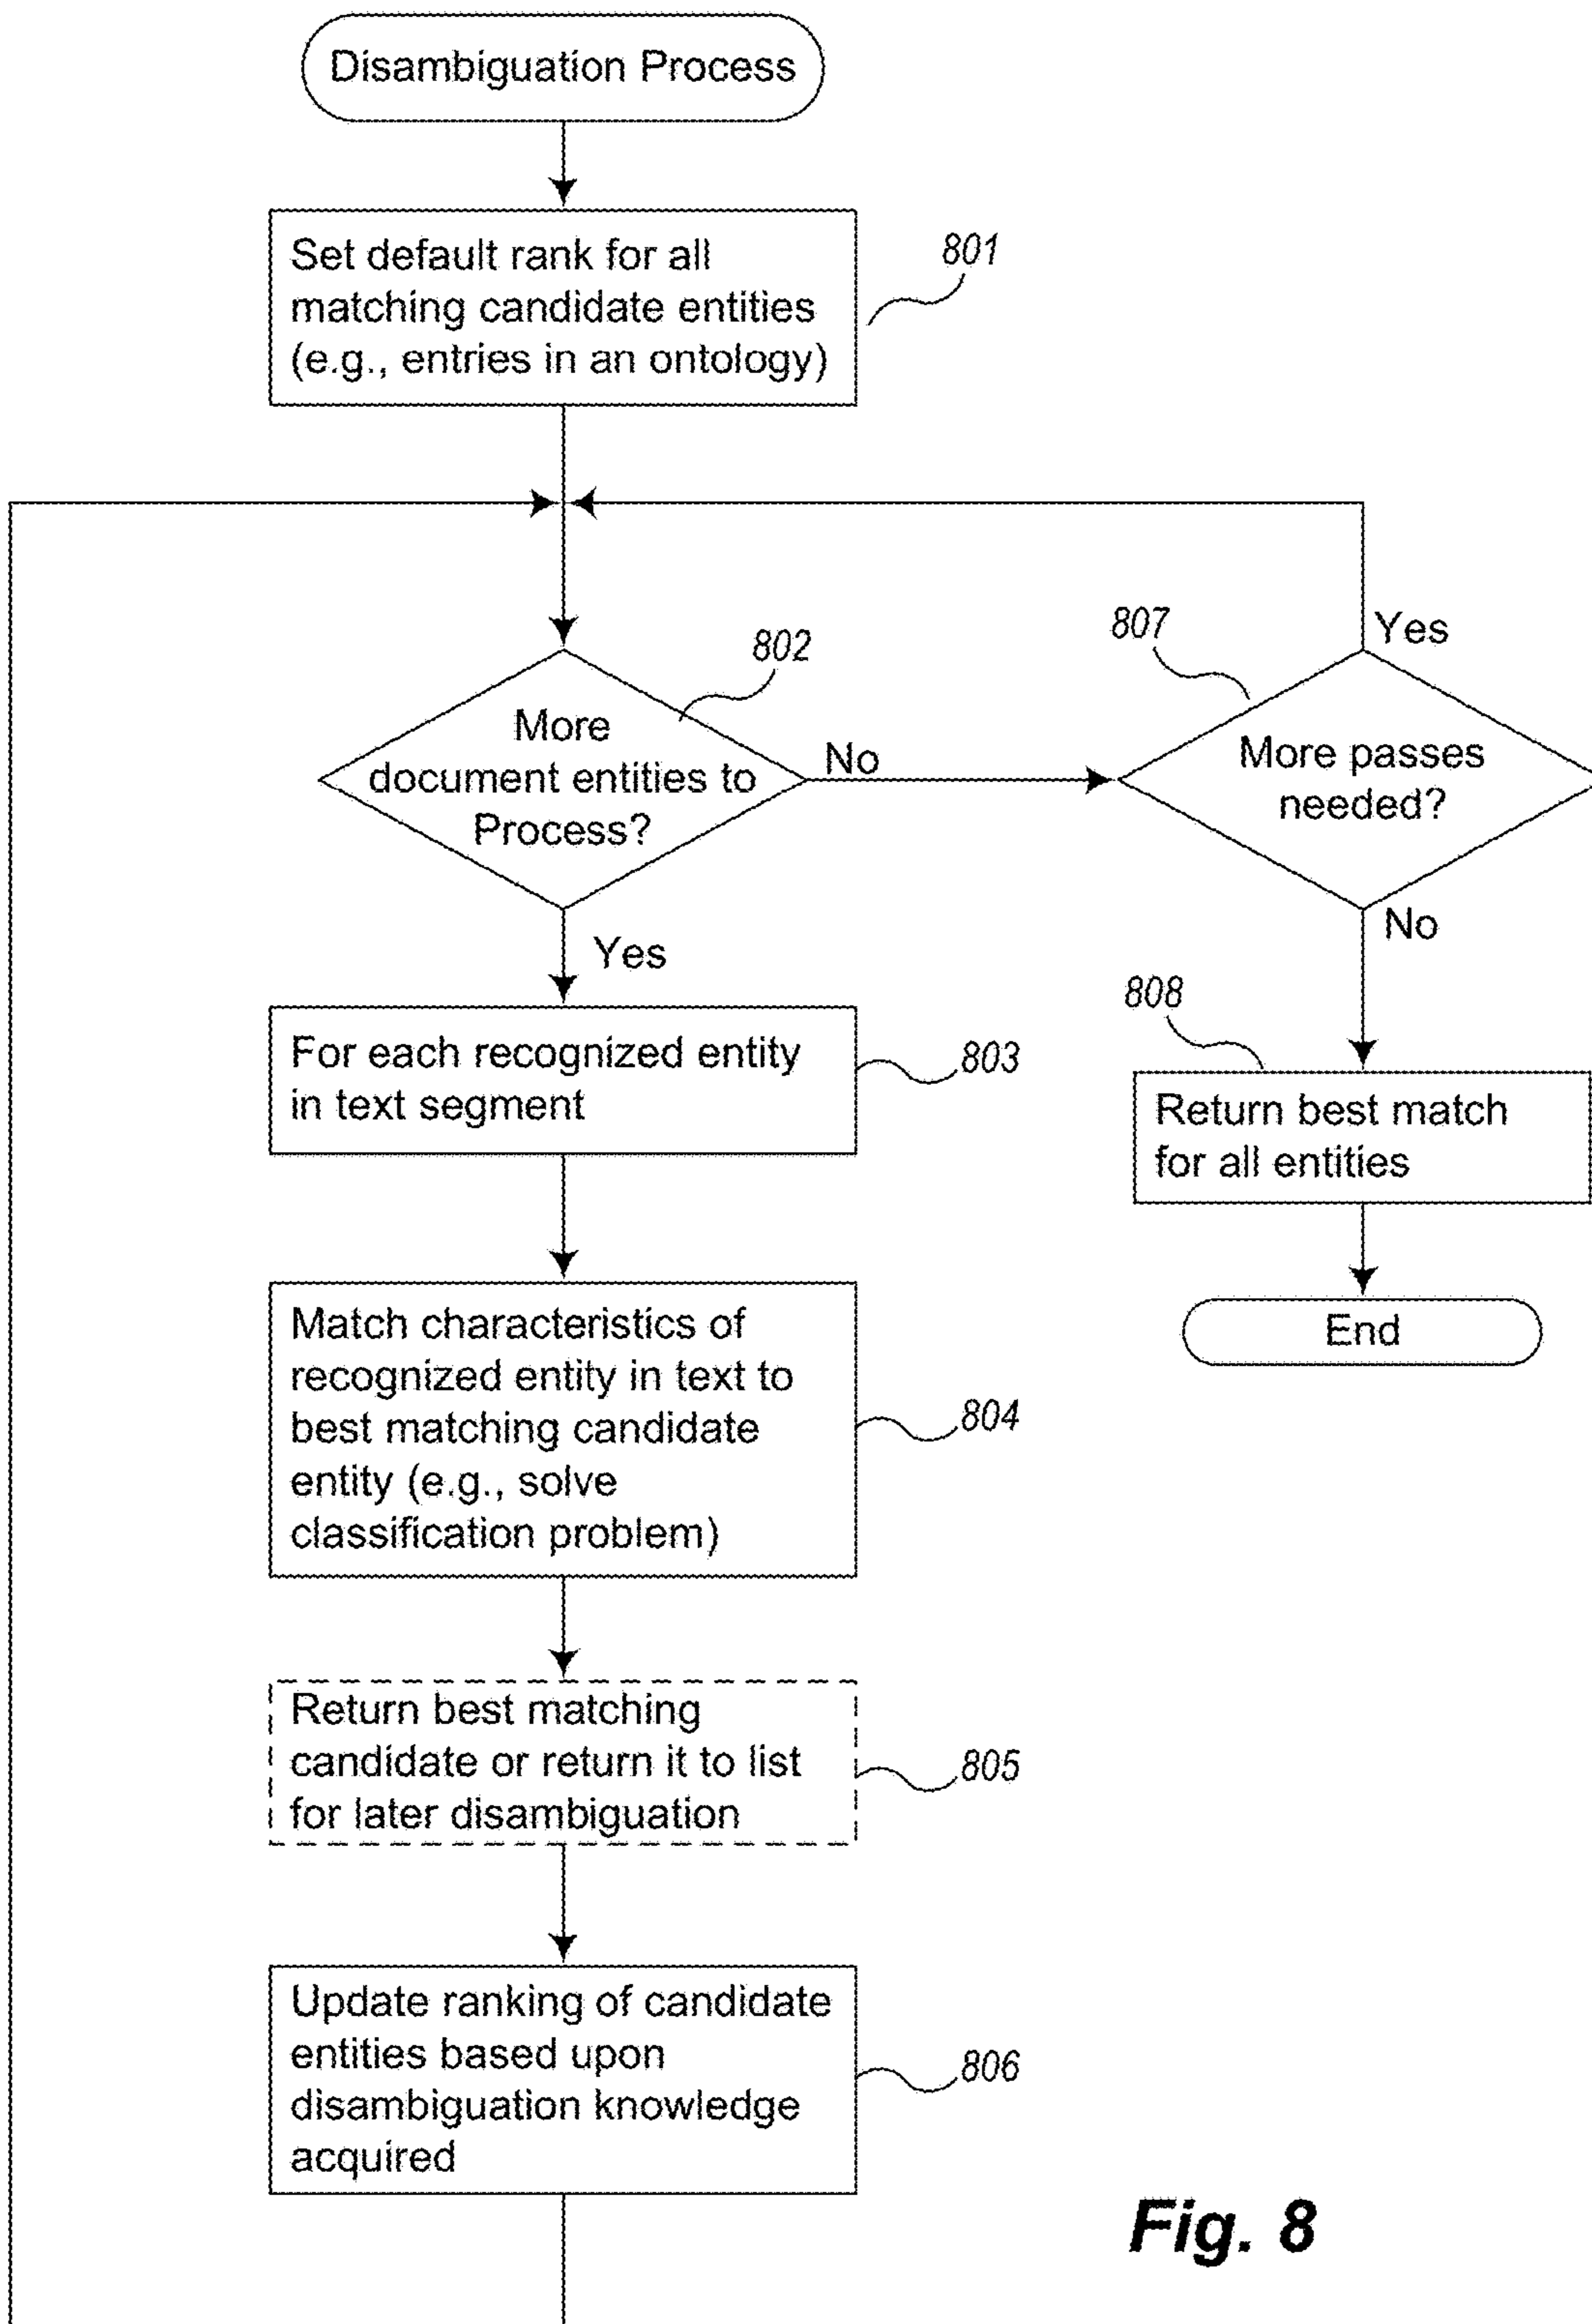 Disambiguation Process
Set default rank for all
matching candidate entities
(e.g., entries in an ontology)
801
802
More
document entities to
Process?
No
Yes
807
Yes
More passes
needed?
No
For each recognized entity
in text segment
803
808
Return best match
for all entities
End
Match characteristics of
recognized entity in text to
best matching candidate
entity (e.g., solve
classification problem)
804
Return best matching
candidate or return it to list
for later disambiguation
805
Update ranking of candidate
entities based upon
disambiguation knowledge
acquired
806
Fig. 8